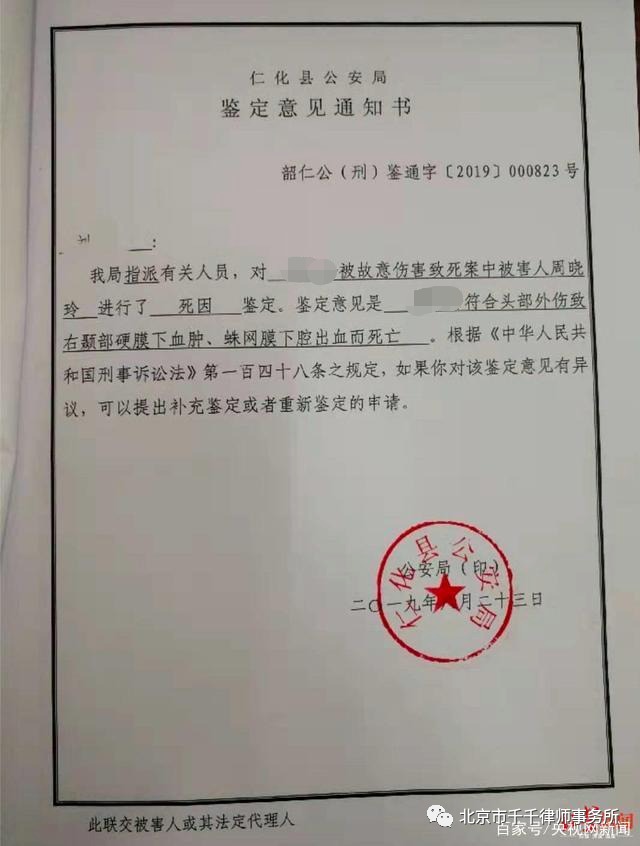 仁化县公安局
鉴定意见通知书
韶仁公（刑）鉴通字〔2019〕000823号
：
我局指派有关人员，对 被故意伤害致死案中被害人周晓
玲 进行了 死因 鉴定。鉴定意见是 符合头部外伤致
右颞部硬膜下血肿、蛛网膜下腔出血而死亡 。根据《中华人民共
和国刑事诉讼法》第一百四十八条之规定，如果你对该鉴定意见有异
议，可以提出补充鉴定或者重新鉴定的申请。
公安局（印）
二〇一九年 月二十三日
仁化县公安局
此联交被害人或其法定代理人
北京市千千律师事务所
百家号/央视网新闻